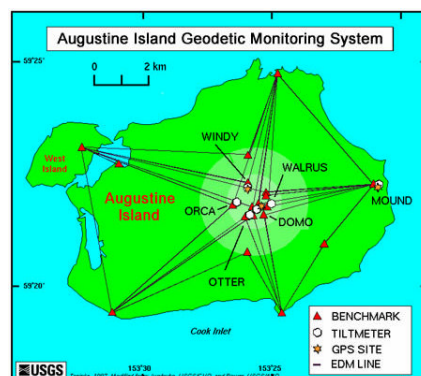 Augustine Island Geodetic Monitoring System
59°25'
0 2 km
WINDY
WALRUS
West
Island
Augustine
Island
MOUND
ORCA
DOMO
OTTER
59°20'
Cook Inlet
BENCHMARK
TILTMETER
GPS SITE
EDM LINE
153°30'
153°25'
USGS